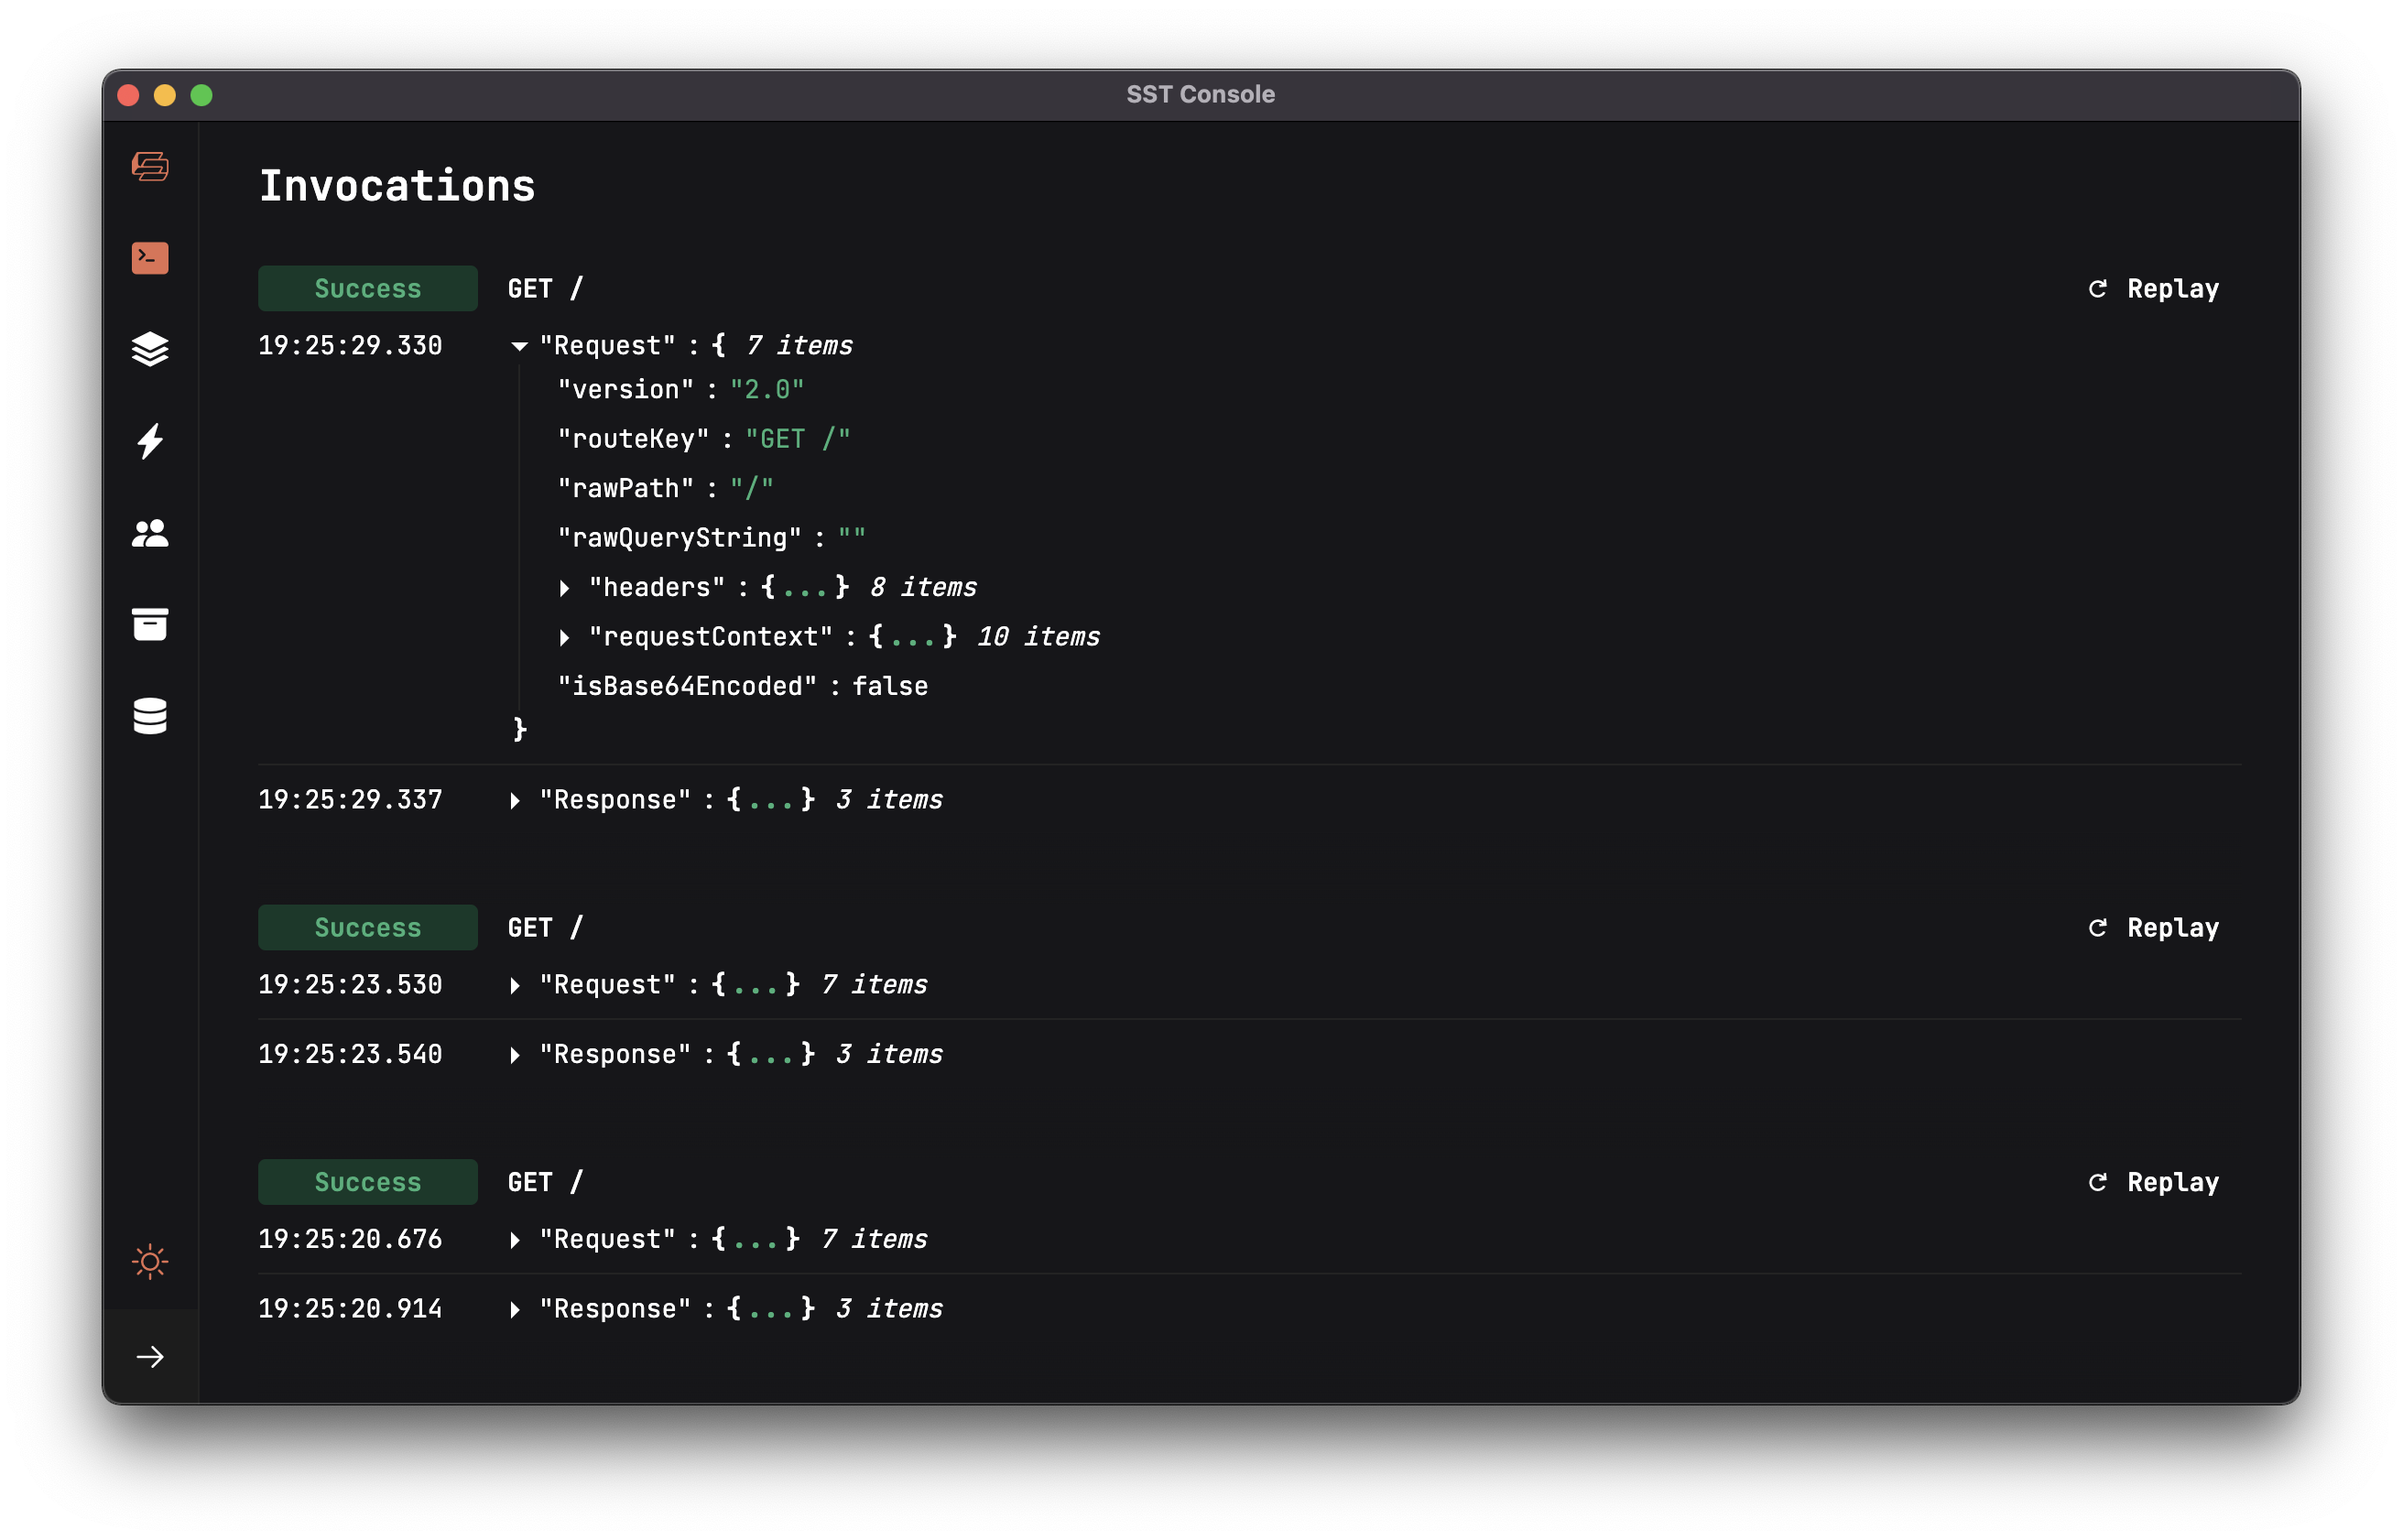 SST Console
Invocations
Success GET / Replay
19:25:29.330 "Request" : { 7 items
"version" : "2.0"
"routeKey" : "GET /"
"rawPath" : "/"
"rawQueryString" : ""
"headers" : {...} 8 items
"requestContext" : {...} 10 items
"isBase64Encoded" : false
}
19:25:29.337 "Response" : {...} 3 items
Success GET / Replay
19:25:23.530 "Request" : {...} 7 items
19:25:23.540 "Response" : {...} 3 items
Success GET / Replay
19:25:20.676 "Request" : {...} 7 items
19:25:20.914 "Response" : {...} 3 items